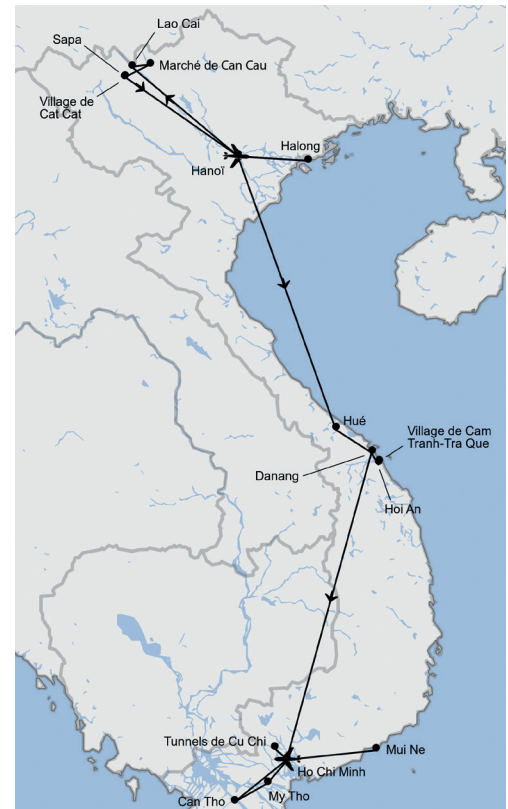 Lao Cai
Sapa
Marché de Can Cau
Village de
Cat Cat
Halong
Hanoï
Hué
Village de Cam
Tranh-Tra Que
Danang
Hoi An
Tunnels de Cu Chi
Mui Ne
Ho Chi Minh
My Tho
Can Tho